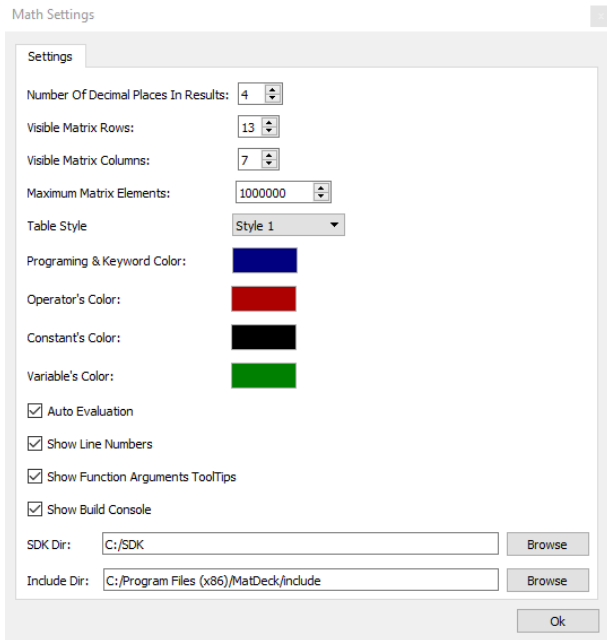 Math Settings
Settings
Number Of Decimal Places In Results: 4
Visible Matrix Rows: 13
Visible Matrix Columns: 7
Maximum Matrix Elements: 1000000
Table Style Style 1
Programing & Keyword Color:
Operator's Color:
Constant's Color:
Variable's Color:
Auto Evaluation
Show Line Numbers
Show Function Arguments ToolTips
Show Build Console
SDK Dir: C:/SDK Browse
Include Dir: C:/Program Files (x86)/MatDeck/include Browse
Ok